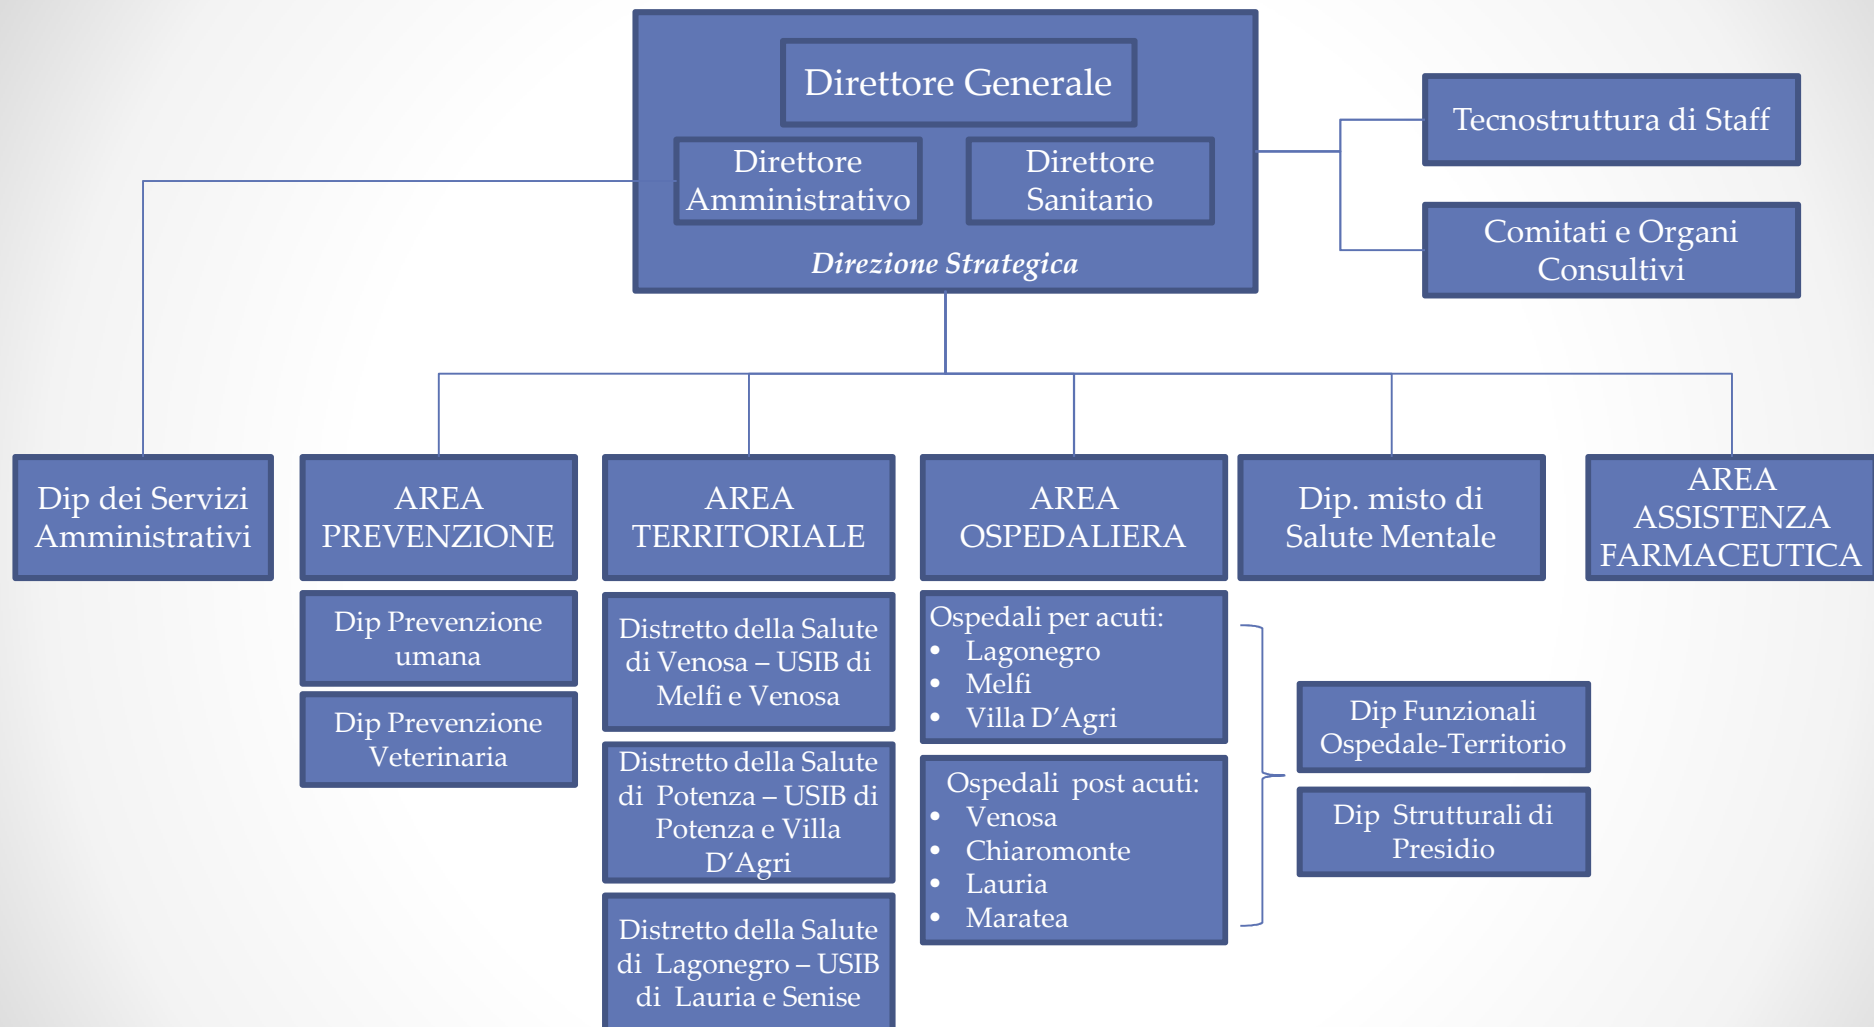 Direttore Generale
Direttore
Amministrativo
Direttore
Sanitario
Direzione Strategica
Tecnostruttura di Staff
Comitati e Organi
Consultivi
Dip dei Servizi
Amministrativi
AREA
PREVENZIONE
Dip Prevenzione
umana
Dip Prevenzione
Veterinaria
AREA
TERRITORIALE
Distretto della Salute
di Venosa – USIB di
Melfi e Venosa
Distretto della Salute
di Potenza – USIB di
Potenza e Villa
D’Agri
Distretto della Salute
di Lagonegro – USIB
di Lauria e Senise
AREA
OSPEDALIERA
Ospedali per acuti:
• Lagonegro
• Melfi
• Villa D’Agri
Ospedali post acuti:
• Venosa
• Chiaromonte
• Lauria
• Maratea
Dip. misto di
Salute Mentale
Dip Funzionali
Ospedale-Territorio
Dip Strutturali di
Presidio
AREA
ASSISTENZA
FARMACEUTICA